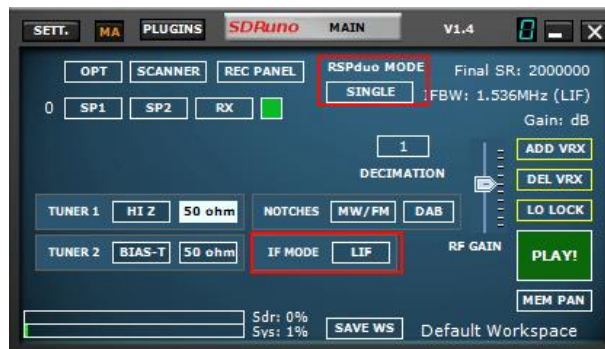 SETT. MA PLUGINS SDRuno MAIN V1.4 0
OPT SCANNER REC PANEL RSPduo MODE Final SR: 2000000
0 SP1 SP2 RX SINGLE IFBW: 1.536MHz (LIF)
Gain: dB
1 ADD VRX
DECIMATION DEL VRX
TUNER 1 HI Z 50 ohm NOTCHES MW/FM DAB LO LOCK
TUNER 2 BIAS-T 50 ohm IF MODE LIF RF GAIN PLAY!
MEM PAN
Sdr: 0%
Sys: 1% SAVE WS Default Workspace